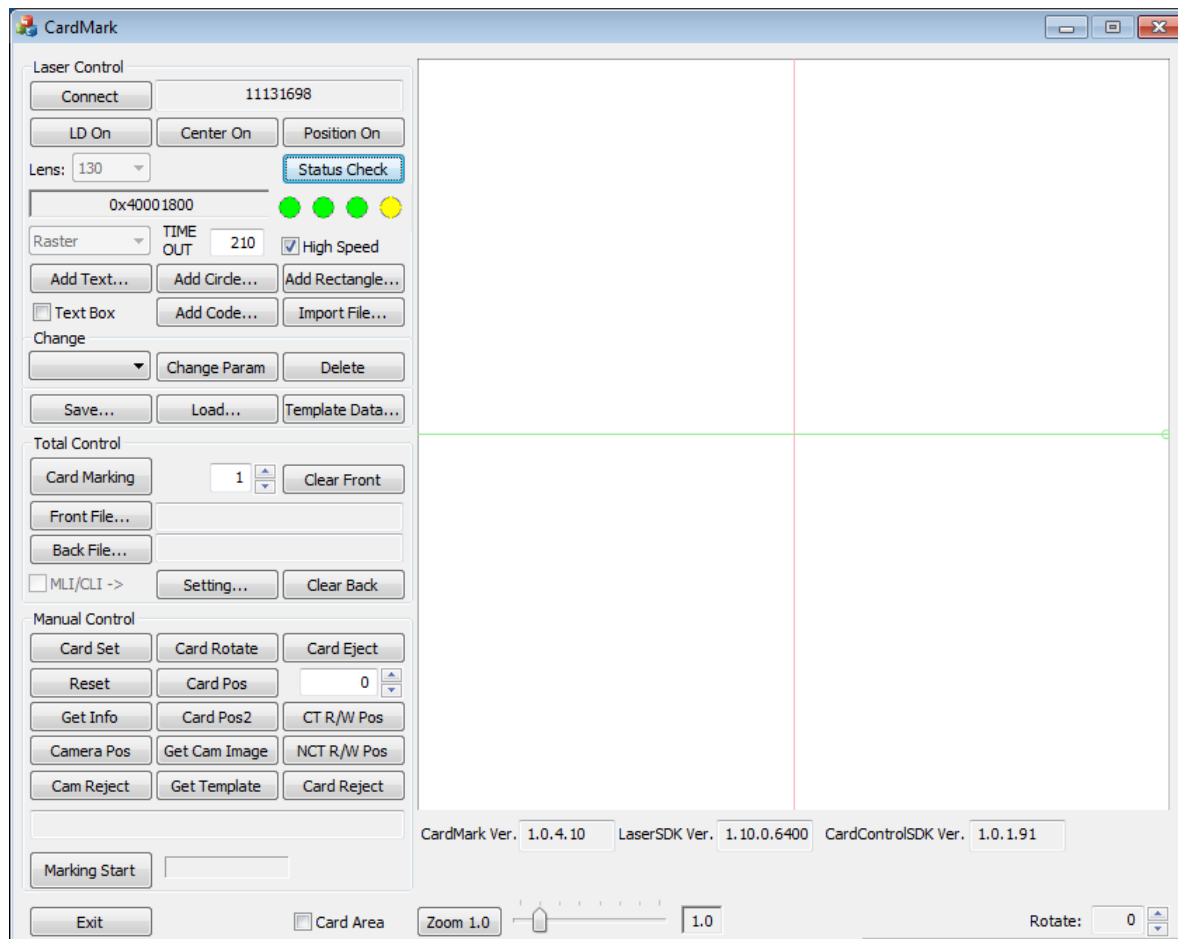 CardMark
Laser Control
Connect 11131698
LD On Center On Position On
Lens: 130 Status Check
0x40001800
Raster TIME OUT 210 High Speed
Add Text... Add Circle... Add Rectangle...
Text Box Add Code... Import File...
Change
Change Param Delete
Save... Load... Template Data...
Total Control
Card Marking 1 Clear Front
Front File...
Back File...
MLI/CLI -> Setting... Clear Back
Manual Control
Card Set Card Rotate Card Eject
Reset Card Pos 0
Get Info Card Pos2 CT R/W Pos
Camera Pos Get Cam Image NCT R/W Pos
Cam Reject Get Template Card Reject
CardMark Ver. 1.0.4.10 LaserSDK Ver. 1.10.0.6400 CardControlSDK Ver. 1.0.1.91
Marking Start
Exit Card Area Zoom 1.0 1.0 Rotate: 0